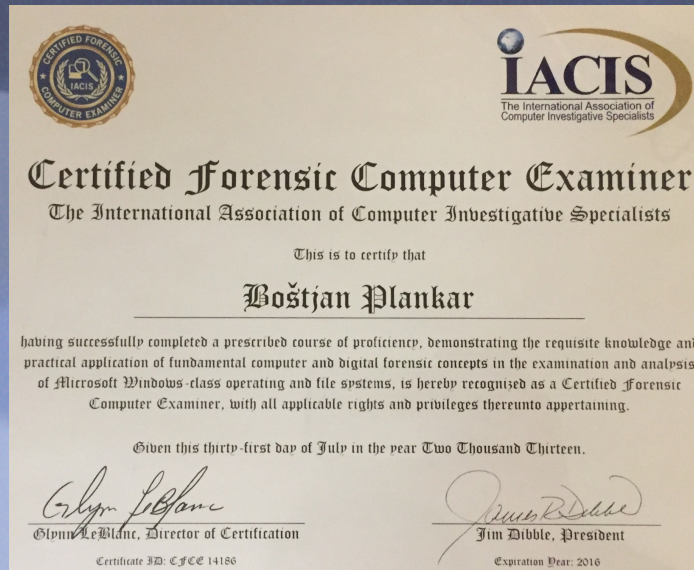 CERTIFIED FORENSIC
IACIS
COMPUTER EXAMINER
IACIS
The International Association of
Computer Investigative Specialists
Certified Forensic Computer Examiner
The International Association of Computer Investigative Specialists
This is to certify that
Boštjan Plankar
having successfully completed a prescribed course of proficiency, demonstrating the requisite knowledge and
practical application of fundamental computer and digital forensic concepts in the examination and analysis
of Microsoft Windows-class operating and file systems, is hereby recognized as a Certified Forensic
Computer Examiner, with all applicable rights and privileges thereunto appertaining.
Given this thirty-first day of July in the year Two Thousand Thirteen.
Glynn LeBlanc
James R Dibble
Glynn LeBlanc, Director of Certification
Jim Dibble, President
Certificate ID: CFCE 14186
Expiration Year: 2016